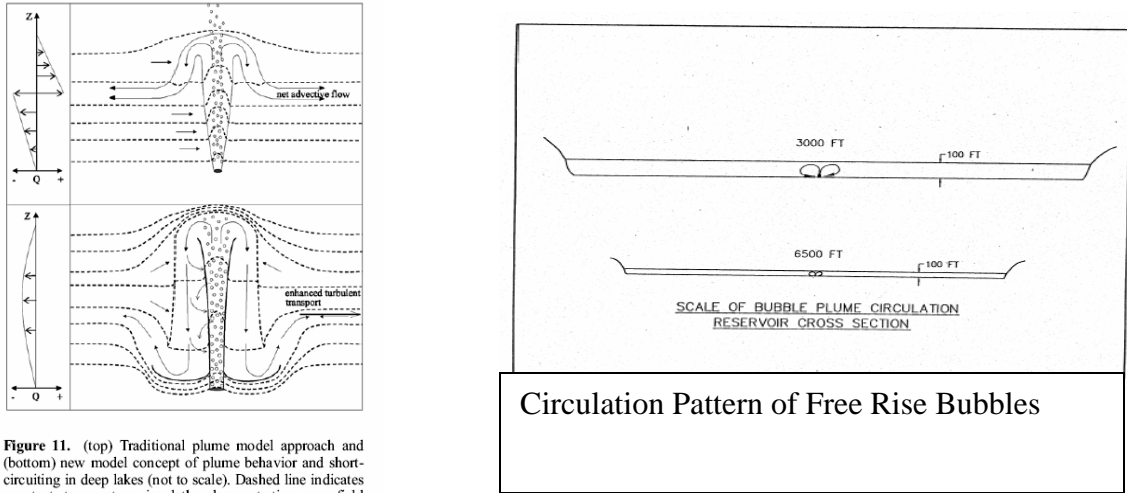 Z
net advective flow
- Q +
Z
enhanced turbulent
transport
- Q +
Figure 11. (top) Traditional plume model approach and
(bottom) new model concept of plume behavior and short-
circuiting in deep lakes (not to scale). Dashed line indicates
3000 FT
100 FT
6500 FT
100 FT
SCALE OF BUBBLE PLUME CIRCULATION
RESERVOIR CROSS SECTION
Circulation Pattern of Free Rise Bubbles